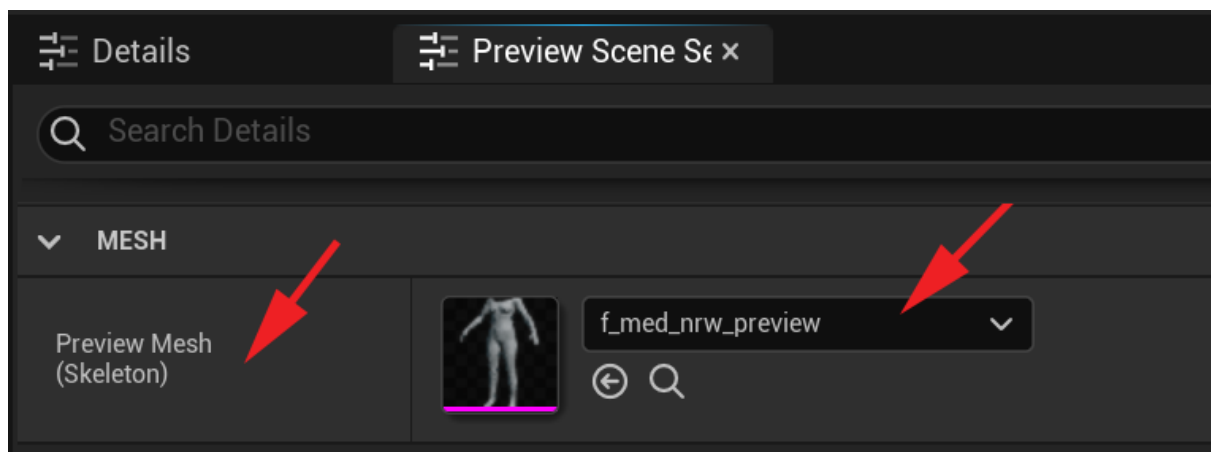 Details
Preview Scene Se
Search Details
MESH
Preview Mesh
(Skeleton)
f_med_nrw_preview